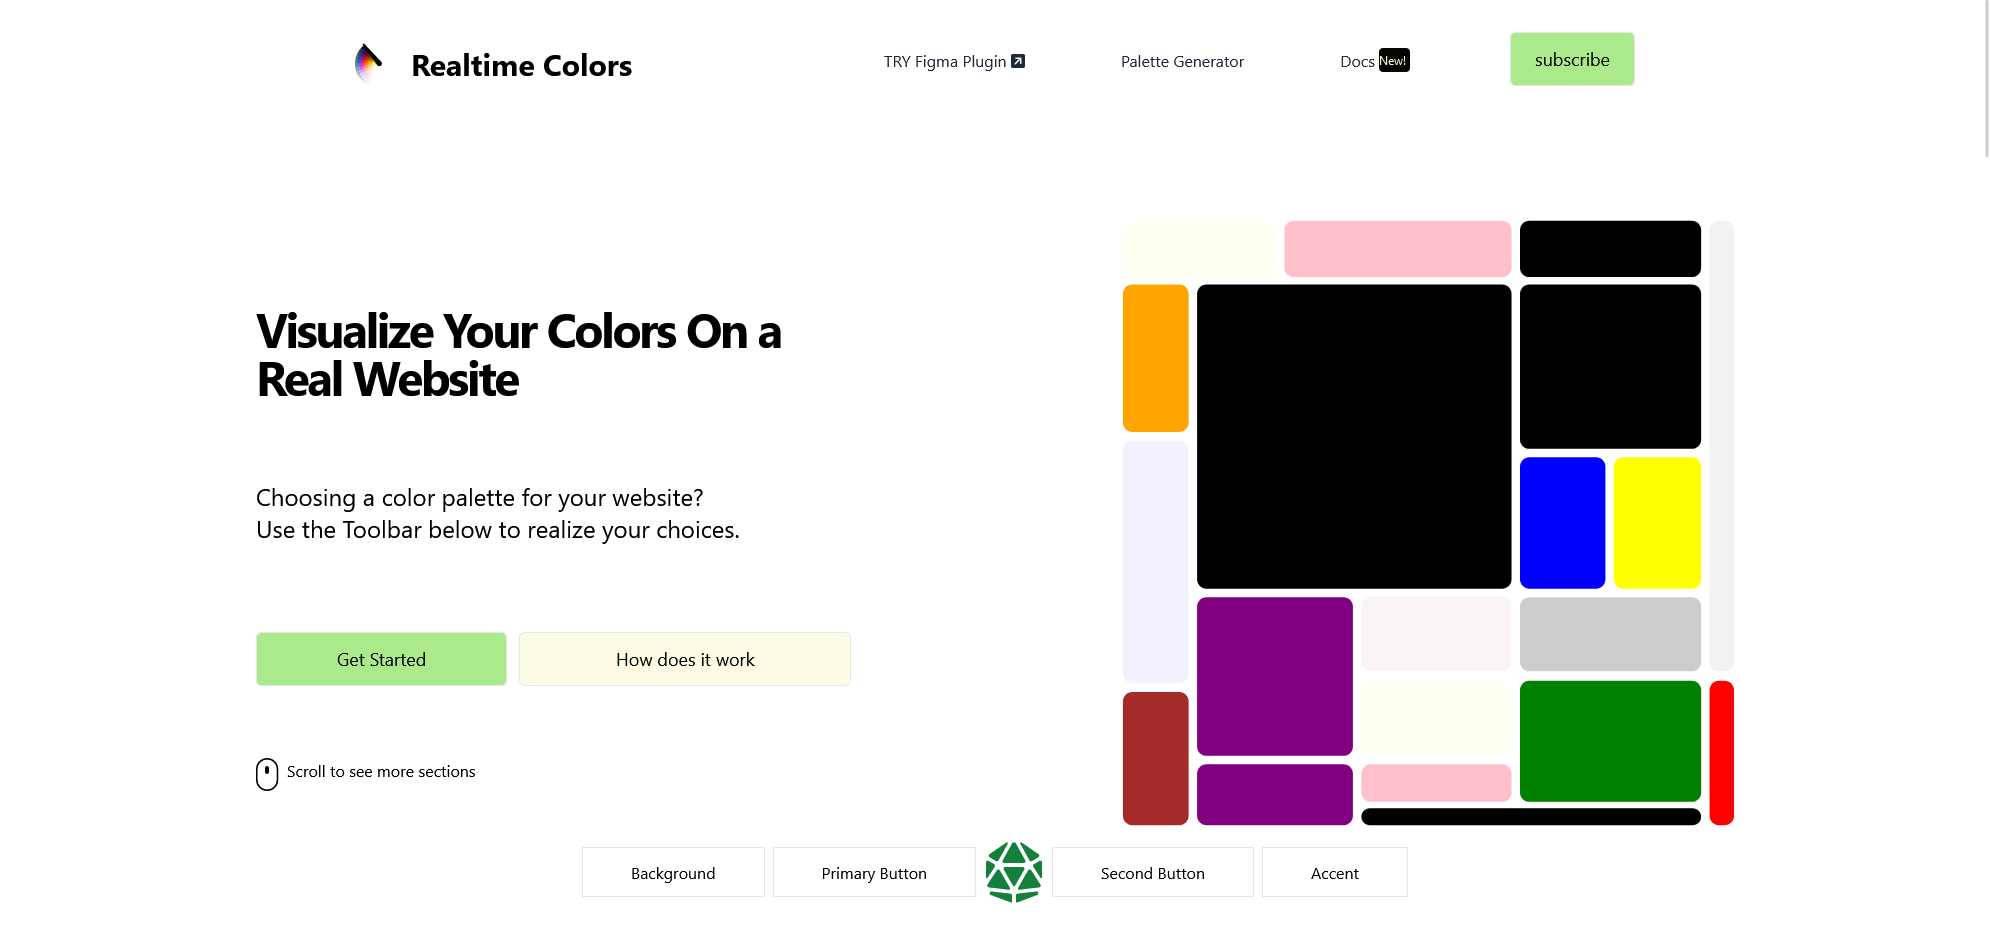 Realtime Colors
TRY Figma Plugin
Palette Generator
Docs New!
subscribe
Visualize Your Colors On a
Real Website
Choosing a color palette for your website?
Use the Toolbar below to realize your choices.
Get Started
How does it work
Scroll to see more sections
Background
Primary Button
Second Button
Accent